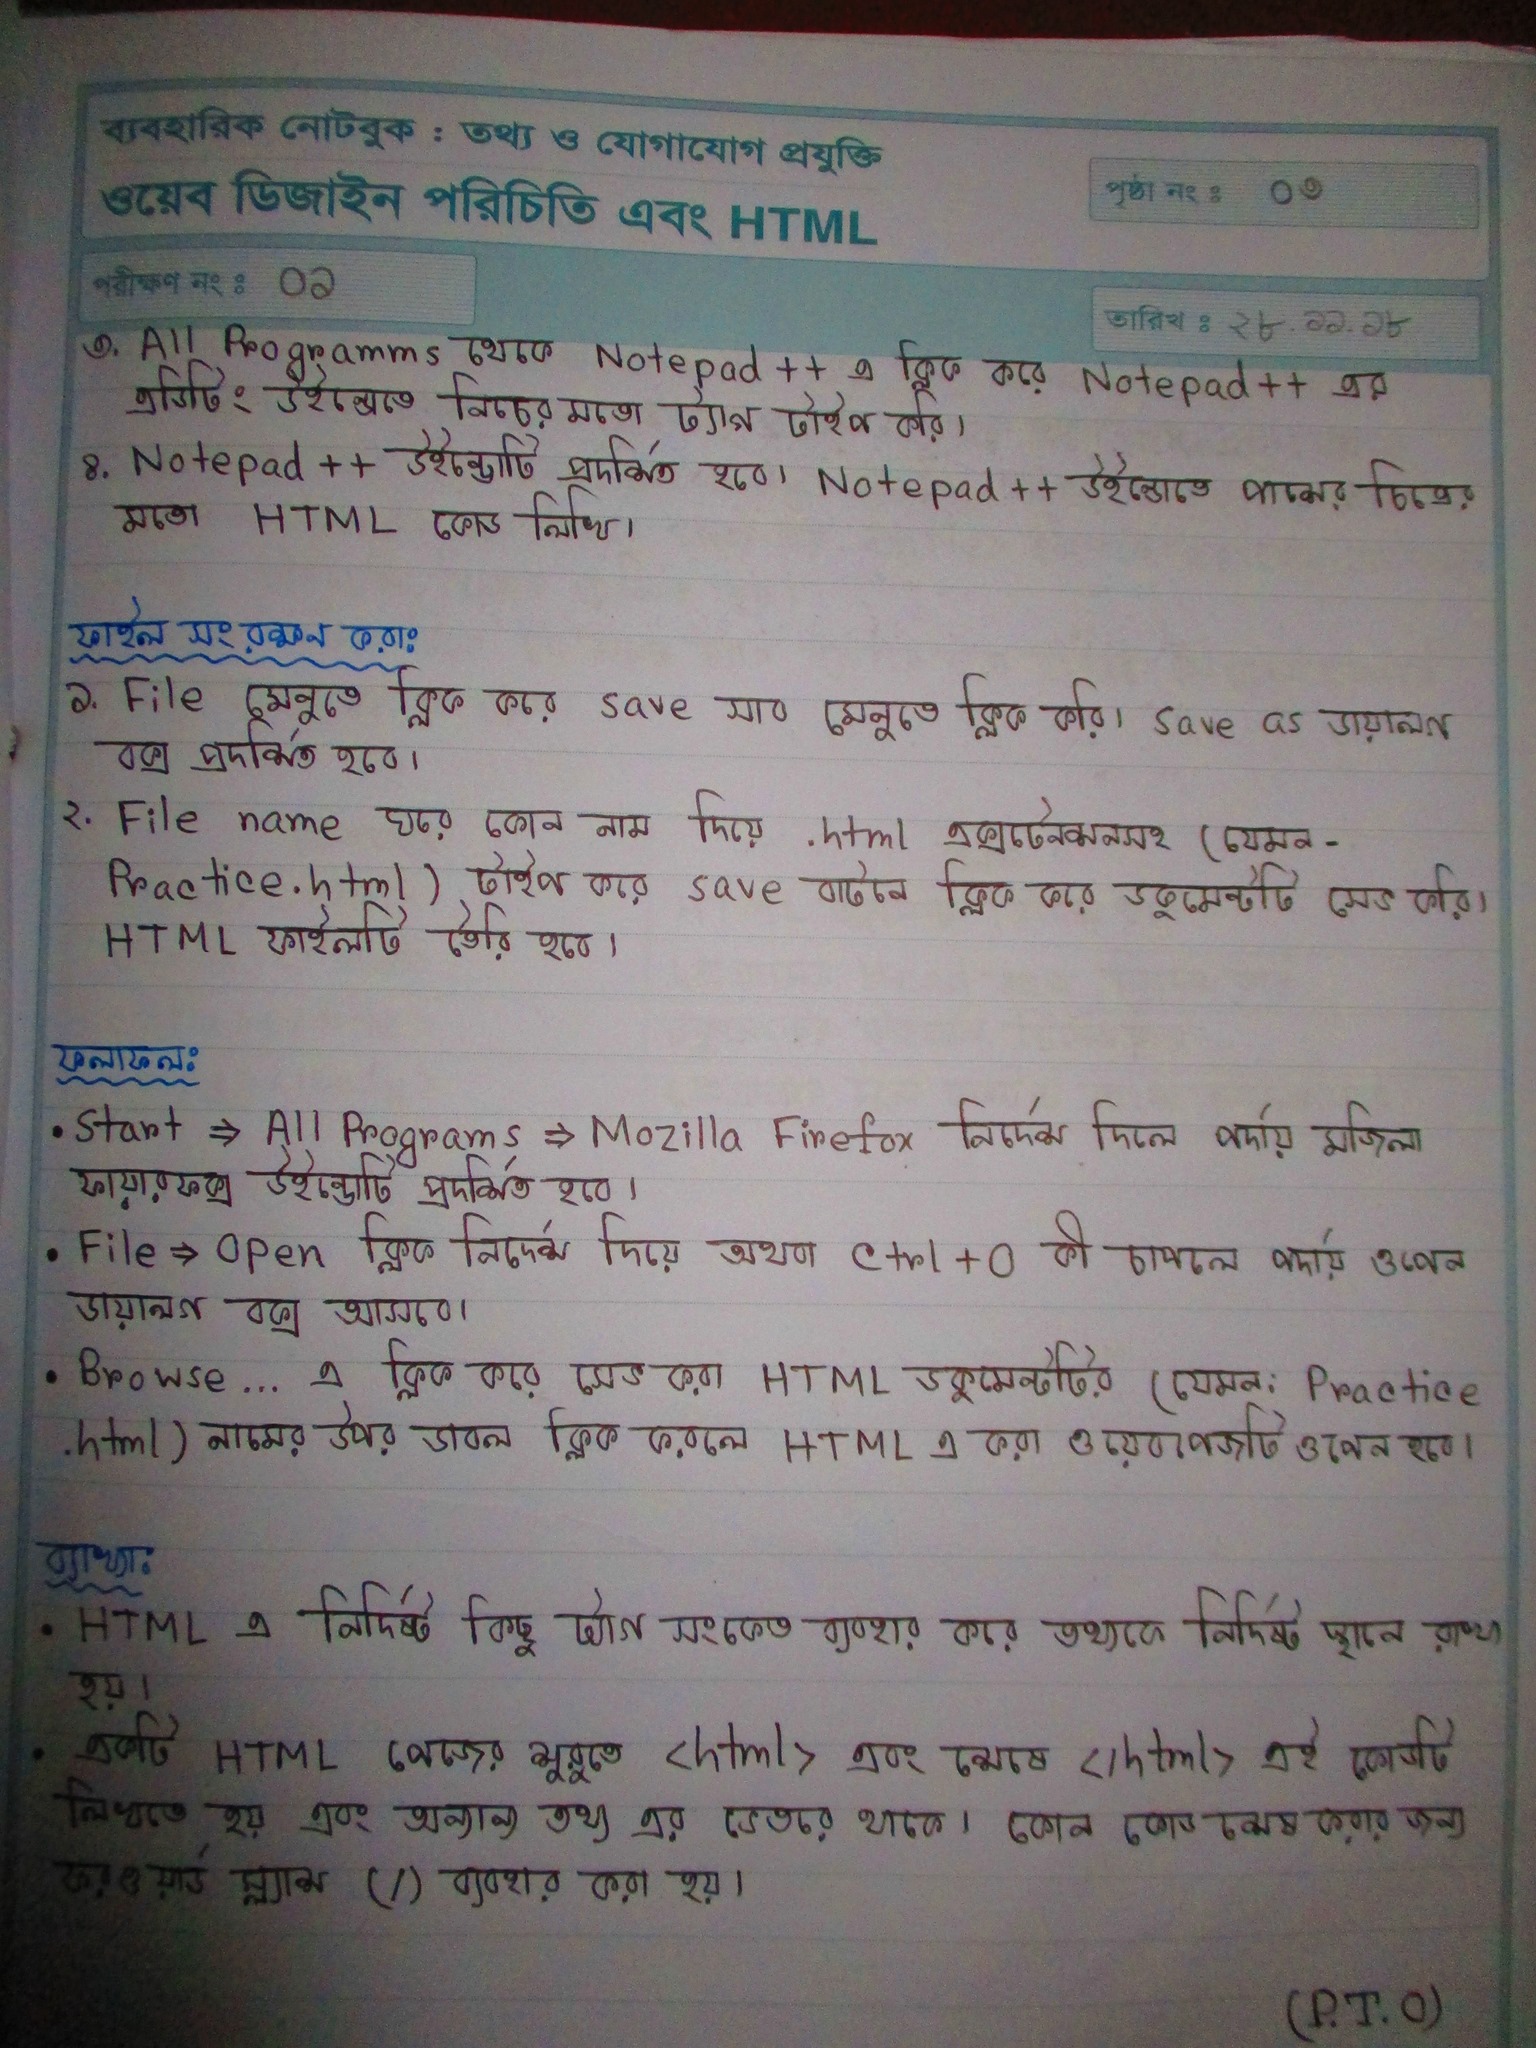 ব্যবহারিক নোটবুক : তথ্য ও যোগাযোগ প্রযুক্তি
ওয়েব ডিজাইন পরিচিতি এবং HTML
পৃষ্ঠা নং : ০৩
পরীক্ষণ নং : ০১
তারিখ : ২৮.১১.১৮
৩. All Programms থেকে Notepad ++ এ ক্লিক করে Notepad++ এর
এডিটিং উইন্ডোতে নিচের মতো ট্যাগ টাইপ করি।
৪. Notepad ++ উইন্ডোটি প্রদর্শিত হবে। Notepad ++ উইন্ডোতে পাশের চিত্রের
মতো HTML কোড লিখি।
ফাইল সংরক্ষন করাঃ
১. File মেনুতে ক্লিক করে save সাব মেনুতে ক্লিক করি। save as ডায়ালগ
বক্স প্রদর্শিত হবে।
২. File name ঘরে কোন নাম দিয়ে .html এক্সটেনশনসহ (যেমন-
Practice.html) টাইপ করে save বাটনে ক্লিক করে ডকুমেন্টটি সেভ করি।
HTML ফাইলটি তৈরি হবে।
ফলাফলঃ
• Start ⇒ All Programs ⇒ Mozilla Firefox নির্দেশ দিলে পর্দায় মজিলা
ফায়ারফক্স উইন্ডোটি প্রদর্শিত হবে।
• File ⇒ Open ক্লিক নির্দেশ দিয়ে অথবা Ctrl + O কী চাপলে পর্দায় ওপেন
ডায়ালগ বক্স আসবে।
• Browse... এ ক্লিক করে সেভ করা HTML ডকুমেন্টটির (যেমন: Practice
.html) নামের উপর ডাবল ক্লিক করলে HTML এ করা ওয়েবপেজটি ওপেন হবে।
ব্যাখ্যাঃ
• HTML এ নির্দিষ্ট কিছু ট্যাগ সংকেত ব্যবহার করে তথ্যকে নির্দিষ্ট স্থানে রাখা
হয়।
• একটি HTML পেজের শুরুতে <html> এবং শেষে </html> এই কোডটি
লিখতে হয় এবং অন্যান্য তথ্য এর ভেতরে থাকে। কোন কোড শেষ করার জন্য
ফরওয়ার্ড স্ল্যাশ (/) ব্যবহার করা হয়।
(P.T.O)